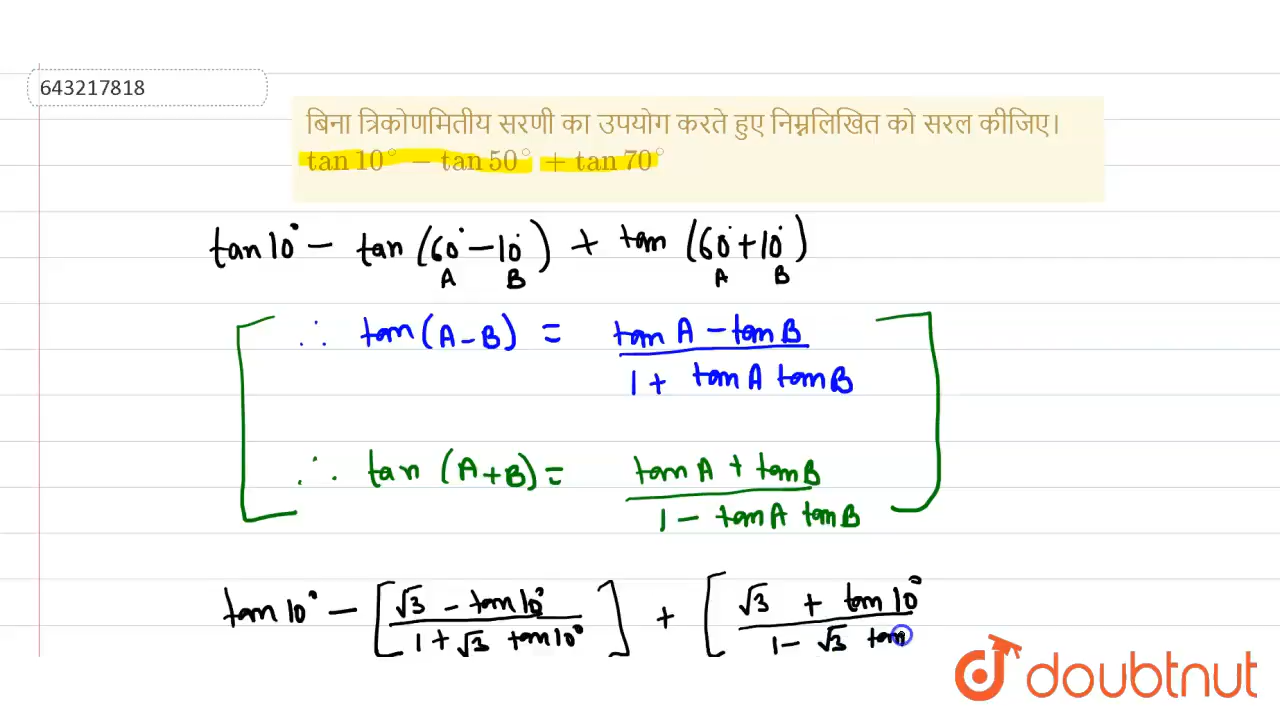 643217818
बिना त्रिकोणमितीय सरणी का उपयोग करते हुए निम्नलिखित को सरल कीजिए।
tan 10° − tan 50° + tan 70°
tan 10° − tan (60° − 10°) + tan (60° + 10°)
A B A B
∴ tan (A − B) = (tan A − tan B) / (1 + tan A tan B)
∴ tan (A + B) = (tan A + tan B) / (1 − tan A tan B)
tan 10° − [(√3 − tan 10°) / (1 + √3 tan 10°)] + [(√3 + tan 10°) / (1 − √3 tan
doubtnut